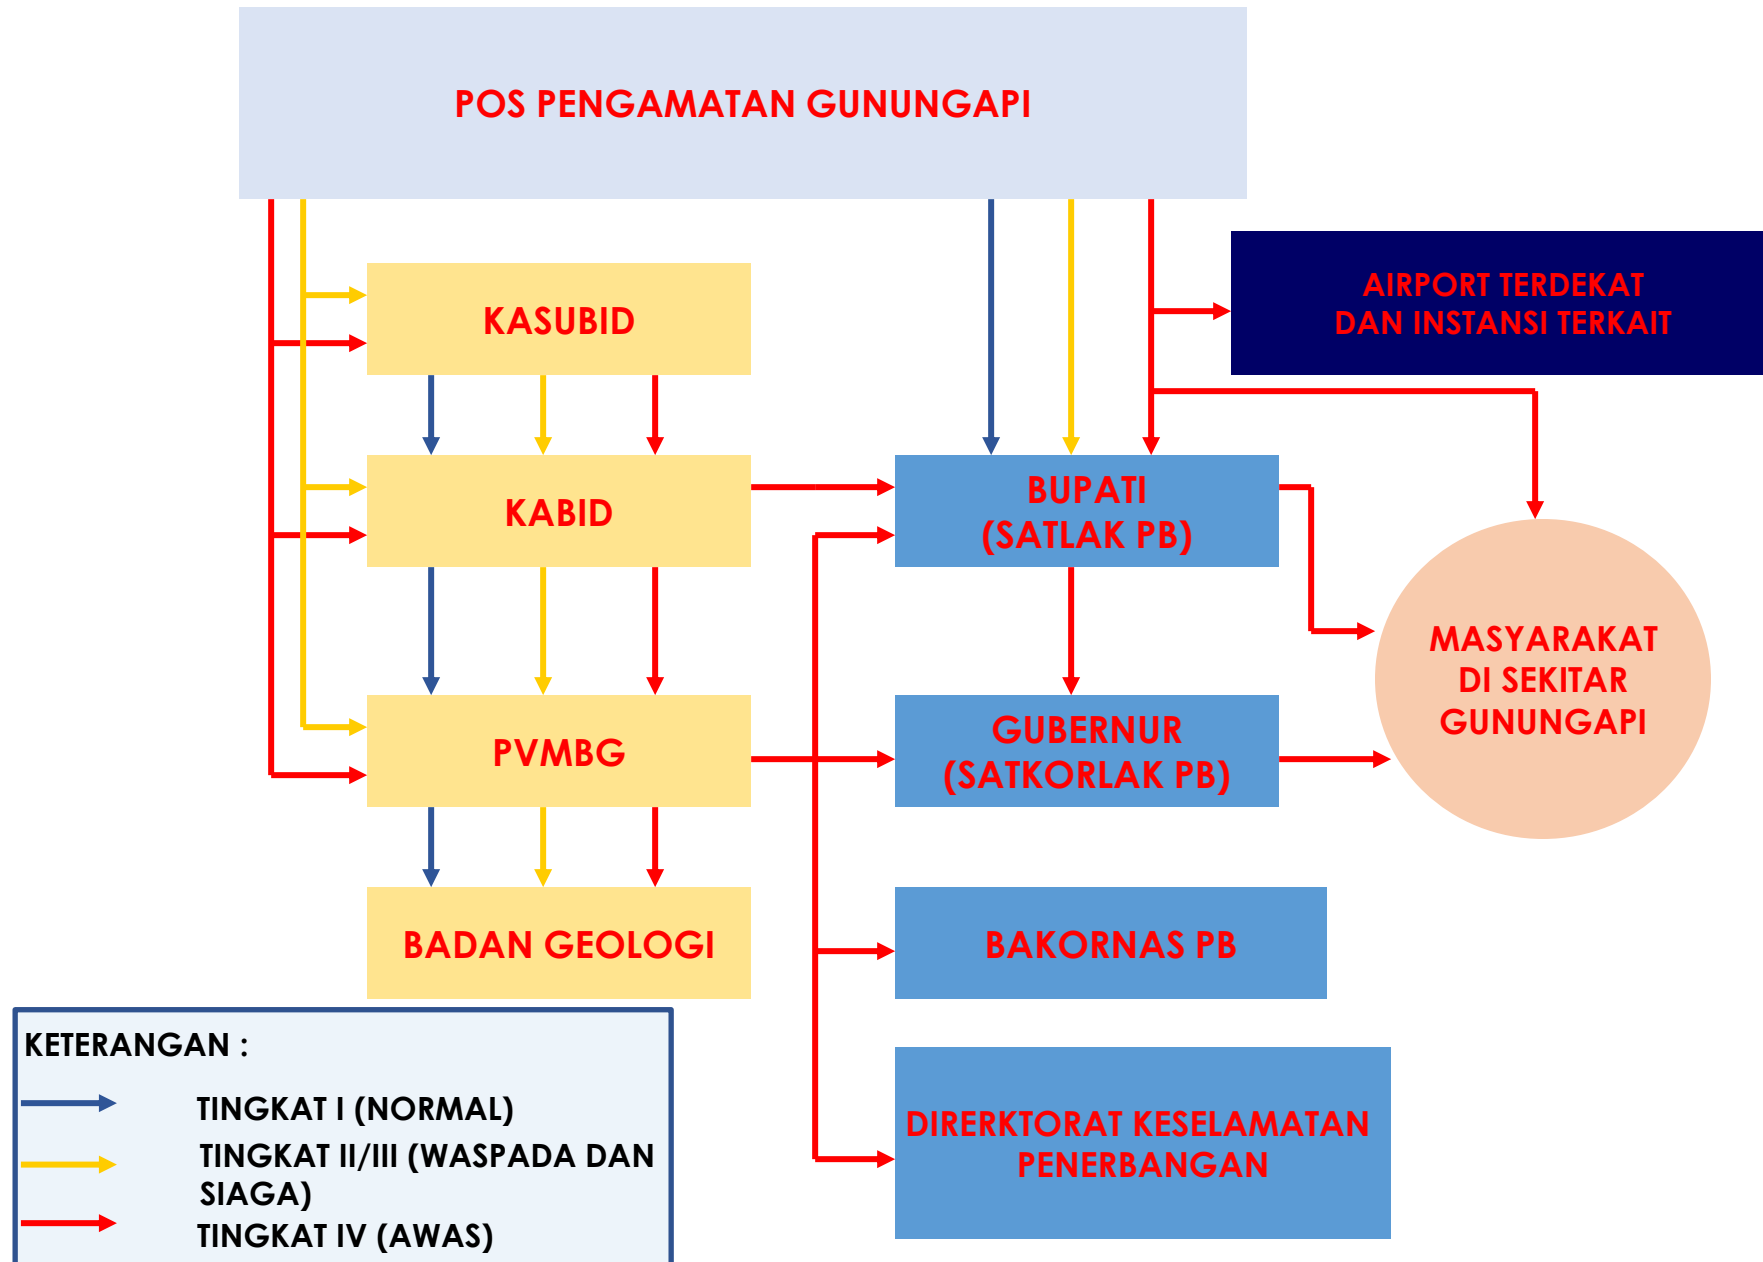 POS PENGAMATAN GUNUNGAPI
AIRPORT TERDEKAT
DAN INSTANSI TERKAIT
KASUBID
KABID
BUPATI
(SATLAK PB)
MASYARAKAT
DI SEKITAR
GUNUNGAPI
PVMBG
GUBERNUR
(SATKORLAK PB)
BADAN GEOLOGI
BAKORNAS PB
DIRERKTORAT KESELAMATAN
PENERBANGAN
KETERANGAN :
TINGKAT I (NORMAL)
TINGKAT II/III (WASPADA DAN
SIAGA)
TINGKAT IV (AWAS)